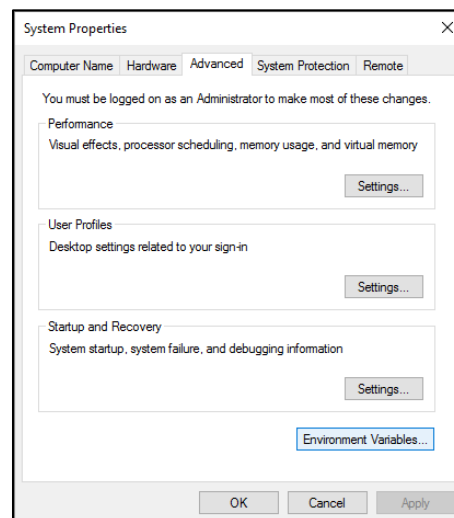 System Properties
Computer Name Hardware Advanced System Protection Remote
You must be logged on as an Administrator to make most of these changes.
Performance
Visual effects, processor scheduling, memory usage, and virtual memory
Settings...
User Profiles
Desktop settings related to your sign-in
Settings...
Startup and Recovery
System startup, system failure, and debugging information
Settings...
Environment Variables...
OK Cancel Apply